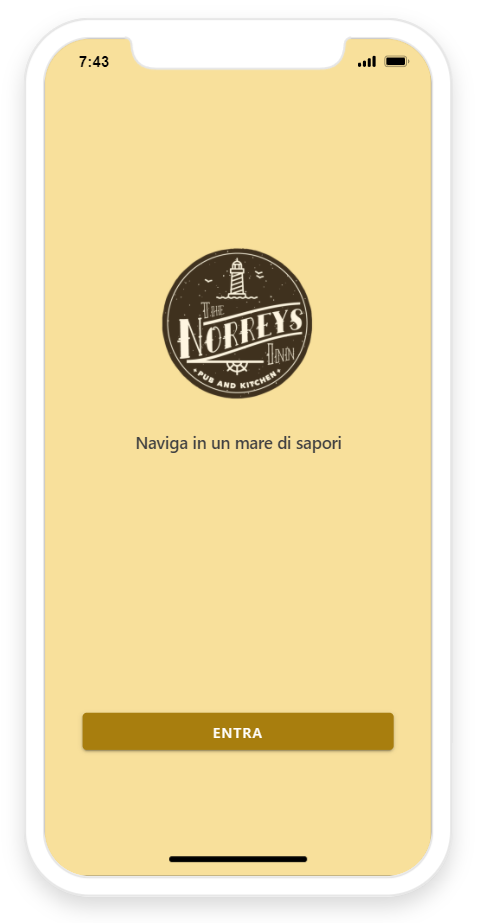 7:43
THE
NORREYS
INN
• PUB AND KITCHEN •
Naviga in un mare di sapori
ENTRA